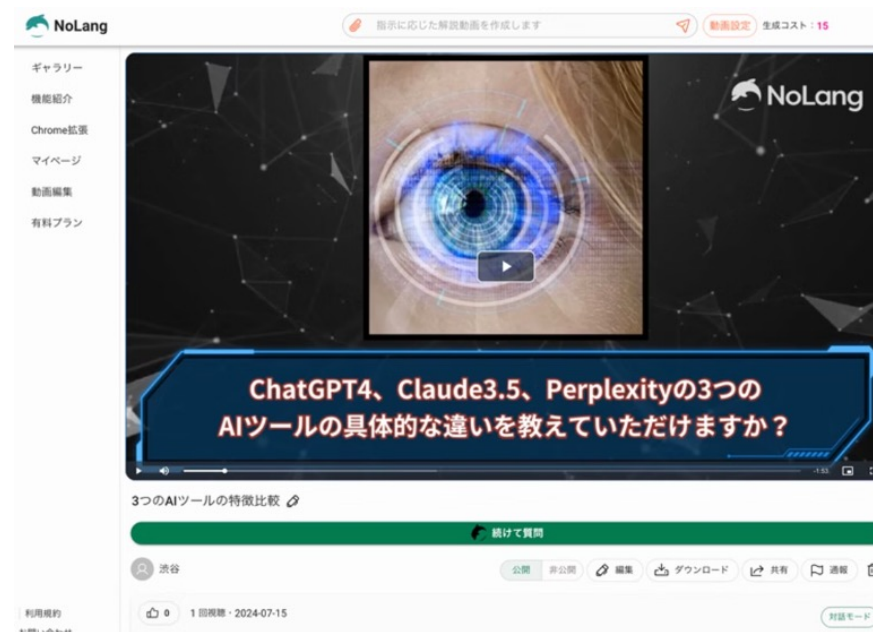 NoLang
指示に応じた解説動画を作成します
動画設定
生成コスト：15
ギャラリー
機能紹介
Chrome拡張
マイページ
動画編集
有料プラン
NoLang
ChatGPT4、Claude3.5、Perplexityの3つの
AIツールの具体的な違いを教えていただけますか？
-1:53
3つのAIツールの特徴比較
続けて質問
渋谷
公開
非公開
編集
ダウンロード
共有
通報
0
1 回視聴・2024-07-15
対話モード
利用規約
お問い合わせ